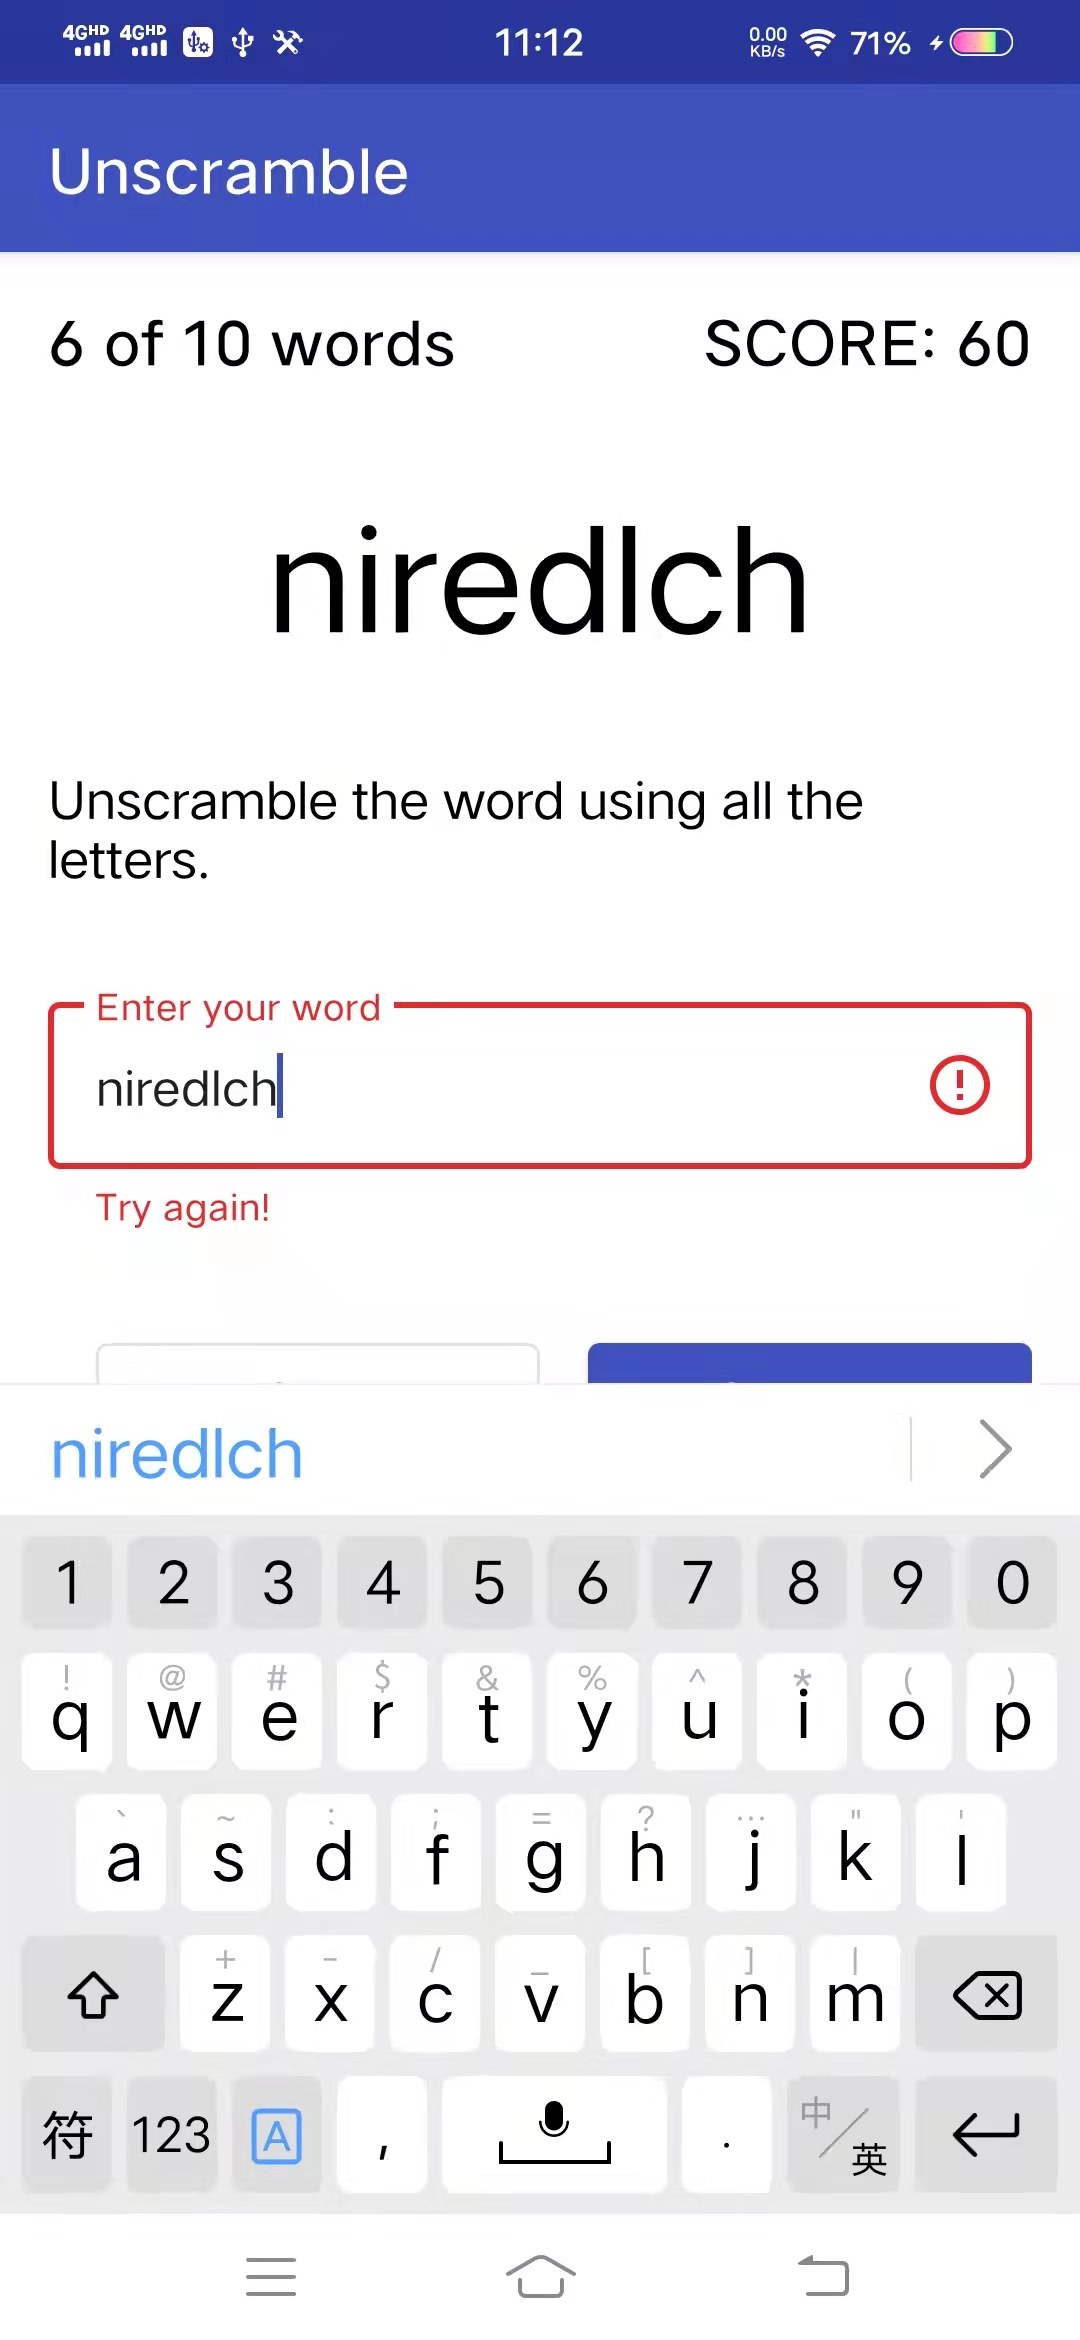 4GHD 4GHD 11:12 0.00 KB/s 71%
Unscramble
6 of 10 words SCORE: 60
niredlch
Unscramble the word using all the
letters.
Enter your word
niredlch
Try again!
niredlch
1 2 3 4 5 6 7 8 9 0
! @ # $ & % ^ * ( )
q w e r t y u i o p
` ~ : ; = ? ... " '
a s d f g h j k l
+ - / _ [ ] |
z x c v b n m
符 123 A , . 中/英